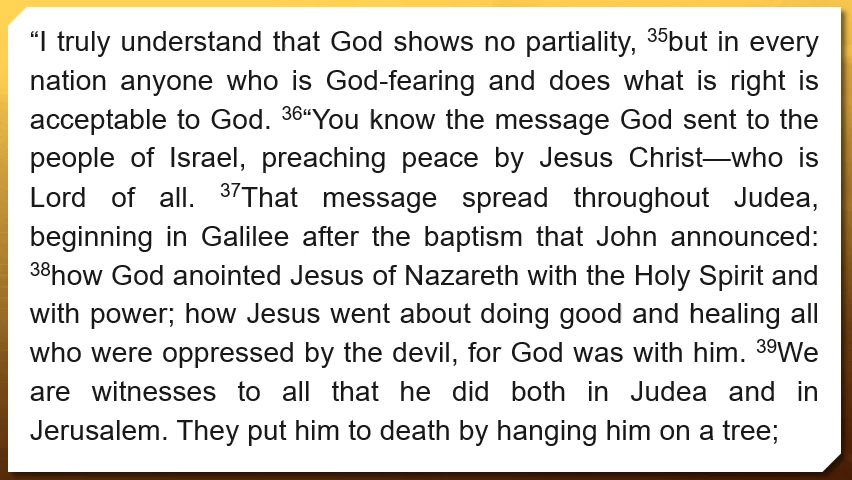 “I truly understand that God shows no partiality, 35but in every
nation anyone who is God-fearing and does what is right is
acceptable to God. 36“You know the message God sent to the
people of Israel, preaching peace by Jesus Christ—who is
Lord of all. 37That message spread throughout Judea,
beginning in Galilee after the baptism that John announced:
38how God anointed Jesus of Nazareth with the Holy Spirit and
with power; how Jesus went about doing good and healing all
who were oppressed by the devil, for God was with him. 39We
are witnesses to all that he did both in Judea and in
Jerusalem. They put him to death by hanging him on a tree;